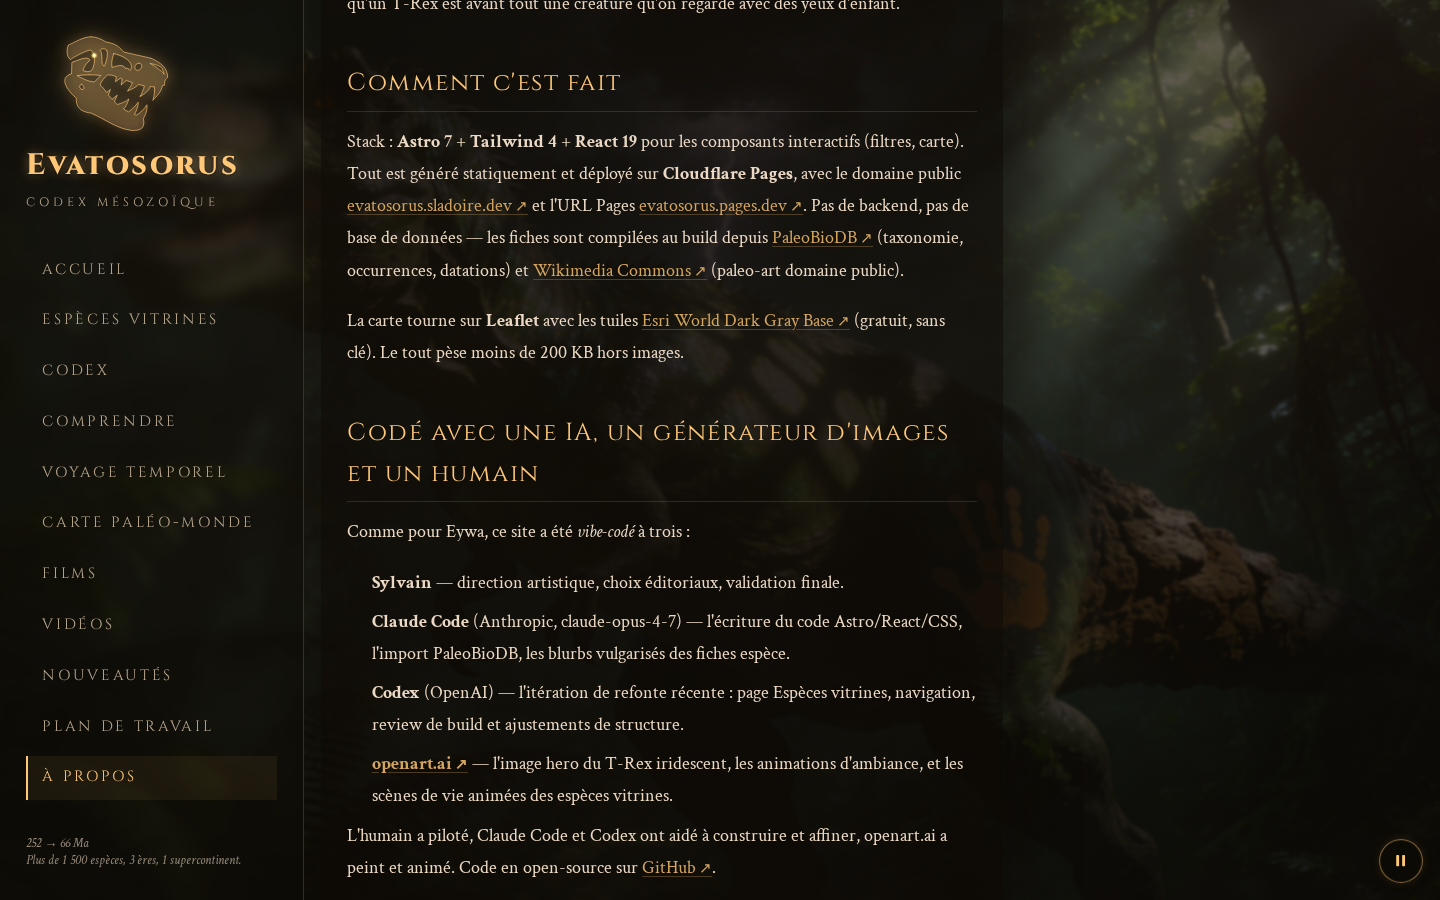 EVATOSORUS
CODEX MÉSOZOÏQUE
ACCUEIL
ESPÈCES VITRINES
CODEX
COMPRENDRE
VOYAGE TEMPOREL
CARTE PALÉO-MONDE
FILMS
VIDÉOS
NOUVEAUTÉS
PLAN DE TRAVAIL
À PROPOS
252 → 66 Ma
Plus de 1 500 espèces, 3 ères, 1 supercontinent.
qu'un T-Rex est avant tout une créature qu'on regarde avec des yeux d'enfant.
Comment c'est fait
Stack : Astro 7 + Tailwind 4 + React 19 pour les composants interactifs (filtres, carte).
Tout est généré statiquement et déployé sur Cloudflare Pages, avec le domaine public
evatosorus.sladoire.dev ↗ et l'URL Pages evatosorus.pages.dev ↗. Pas de backend, pas de
base de données — les fiches sont compilées au build depuis PaleoBioDB ↗ (taxonomie,
occurrences, datations) et Wikimedia Commons ↗ (paleo-art domaine public).
La carte tourne sur Leaflet avec les tuiles Esri World Dark Gray Base ↗ (gratuit, sans
clé). Le tout pèse moins de 200 KB hors images.
Codé avec une IA, un générateur d'images
et un humain
Comme pour Eywa, ce site a été vibe-codé à trois :
Sylvain — direction artistique, choix éditoriaux, validation finale.
Claude Code (Anthropic, claude-opus-4-7) — l'écriture du code Astro/React/CSS,
l'import PaleoBioDB, les blurbs vulgarisés des fiches espèce.
Codex (OpenAI) — l'itération de refonte récente : page Espèces vitrines, navigation,
review de build et ajustements de structure.
openart.ai ↗ — l'image hero du T-Rex iridescent, les animations d'ambiance, et les
scènes de vie animées des espèces vitrines.
L'humain a piloté, Claude Code et Codex ont aidé à construire et affiner, openart.ai a
peint et animé. Code en open-source sur GitHub ↗.